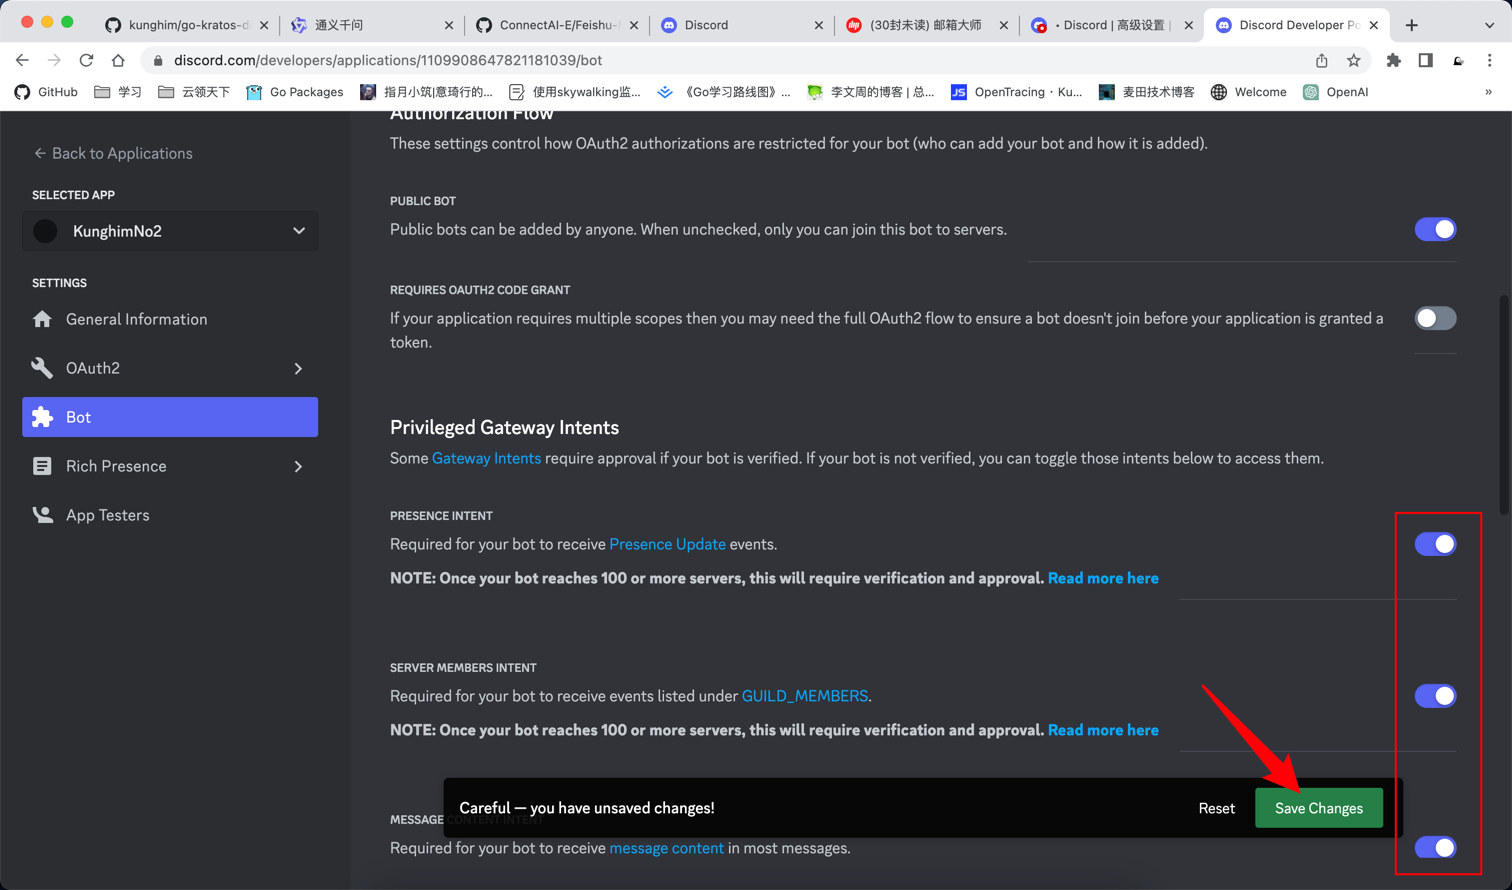 kunghim/go-kratos-d
通义千问
ConnectAI-E/Feishu-
Discord
(30封未读) 邮箱大师
• Discord | 高级设置 |
Discord Developer Po
discord.com/developers/applications/1109908647821181039/bot
GitHub
学习
云领天下
Go Packages
指月小筑|意琦行的...
使用skywalking监...
《Go学习路线图》...
李文周的博客 | 总...
OpenTracing · Ku...
麦田技术博客
Welcome
OpenAI
»
Authorization Flow
These settings control how OAuth2 authorizations are restricted for your bot (who can add your bot and how it is added).
← Back to Applications
SELECTED APP
KunghimNo2
SETTINGS
General Information
OAuth2
Bot
Rich Presence
App Testers
PUBLIC BOT
Public bots can be added by anyone. When unchecked, only you can join this bot to servers.
REQUIRES OAUTH2 CODE GRANT
If your application requires multiple scopes then you may need the full OAuth2 flow to ensure a bot doesn't join before your application is granted a
token.
Privileged Gateway Intents
Some Gateway Intents require approval if your bot is verified. If your bot is not verified, you can toggle those intents below to access them.
PRESENCE INTENT
Required for your bot to receive Presence Update events.
NOTE: Once your bot reaches 100 or more servers, this will require verification and approval. Read more here
SERVER MEMBERS INTENT
Required for your bot to receive events listed under GUILD_MEMBERS.
NOTE: Once your bot reaches 100 or more servers, this will require verification and approval. Read more here
Careful — you have unsaved changes!
Reset
Save Changes
MESSAGE CONTENT INTENT
Required for your bot to receive message content in most messages.